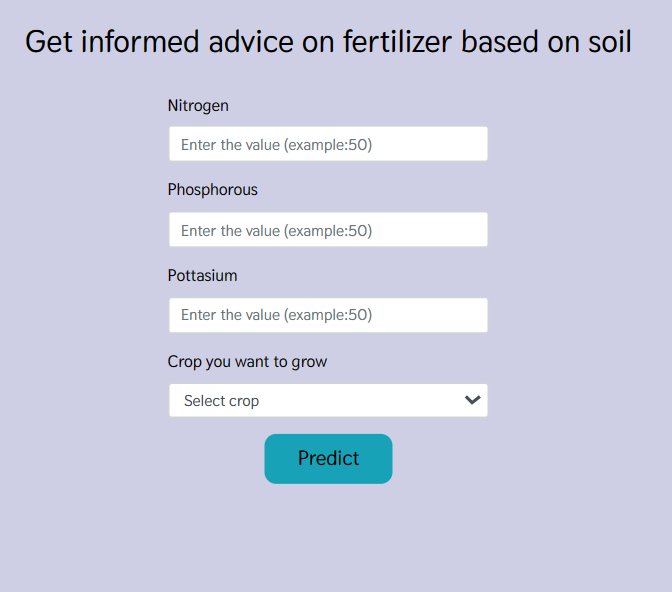 Get informed advice on fertilizer based on soil
Nitrogen
Enter the value (example:50)
Phosphorous
Enter the value (example:50)
Pottasium
Enter the value (example:50)
Crop you want to grow
Select crop
Predict